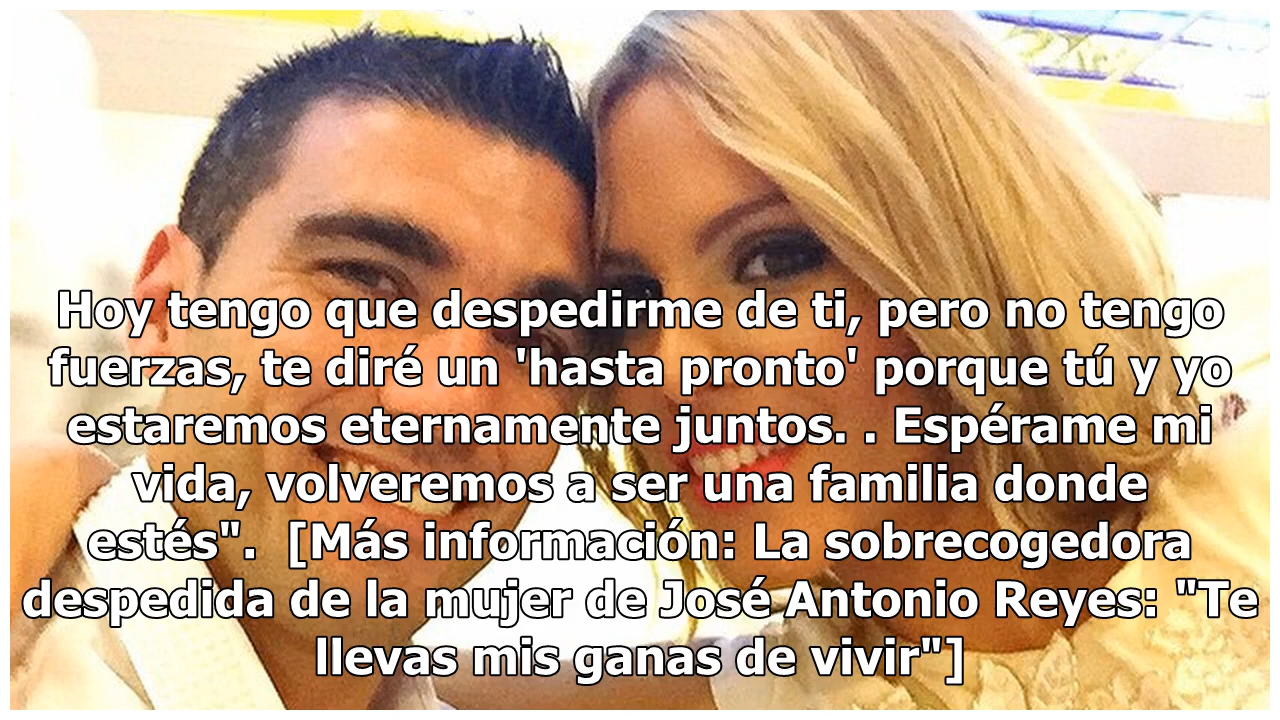 Hoy tengo que despedirme de ti, pero no tengo
fuerzas, te diré un 'hasta pronto' porque tú y yo
estaremos eternamente juntos. . Espérame mi
vida, volveremos a ser una familia donde
estés".  [Más información: La sobrecogedora
despedida de la mujer de José Antonio Reyes: "Te
llevas mis ganas de vivir"]